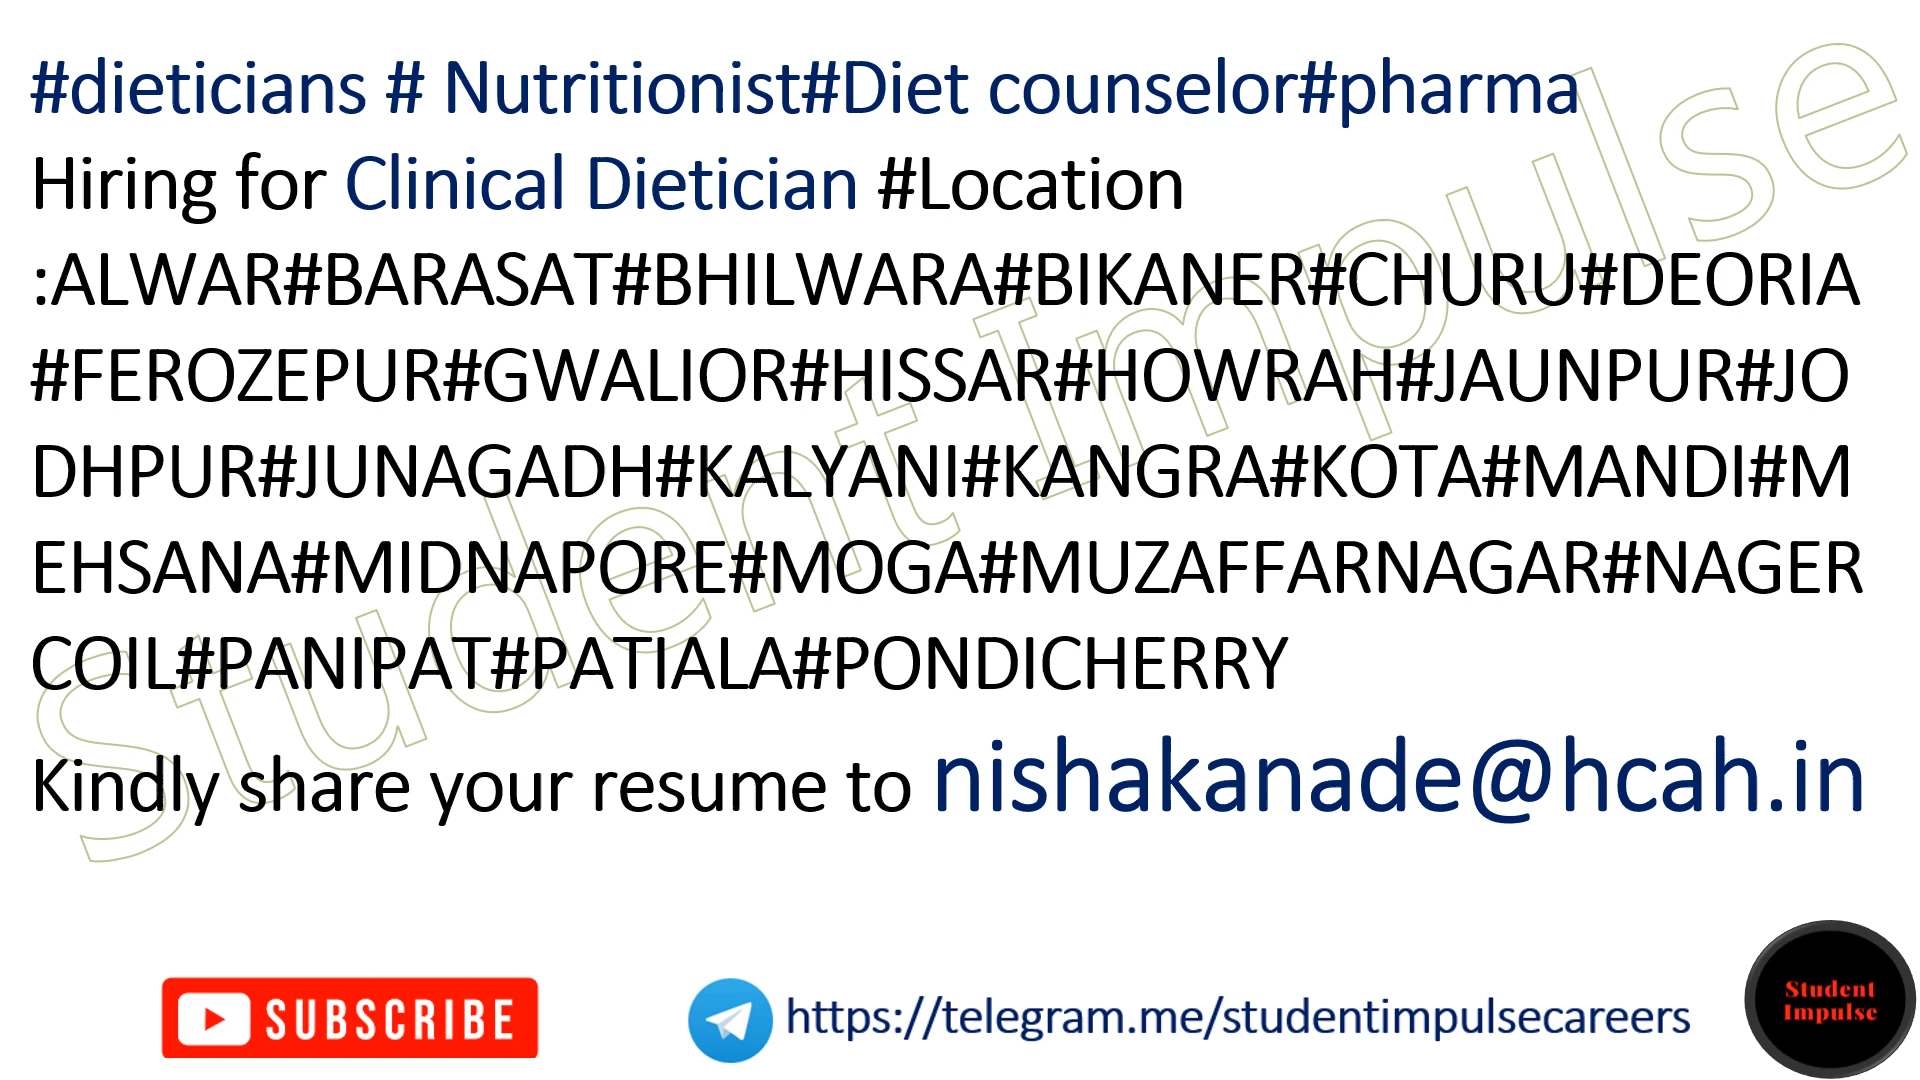 #dieticians # Nutritionist#Diet counselor#pharma
Hiring for Clinical Dietician #Location
:ALWAR#BARASAT#BHILWARA#BIKANER#CHURU#DEORIA
#FEROZEPUR#GWALIOR#HISSAR#HOWRAH#JAUNPUR#JO
DHPUR#JUNAGADH#KALYANI#KANGRA#KOTA#MANDI#M
EHSANA#MIDNAPORE#MOGA#MUZAFFARNAGAR#NAGER
COIL#PANIPAT#PATIALA#PONDICHERRY
Kindly share your resume to nishakanade@hcah.in
Student Impulse
SUBSCRIBE
https://telegram.me/studentimpulsecareers
Student
Impulse